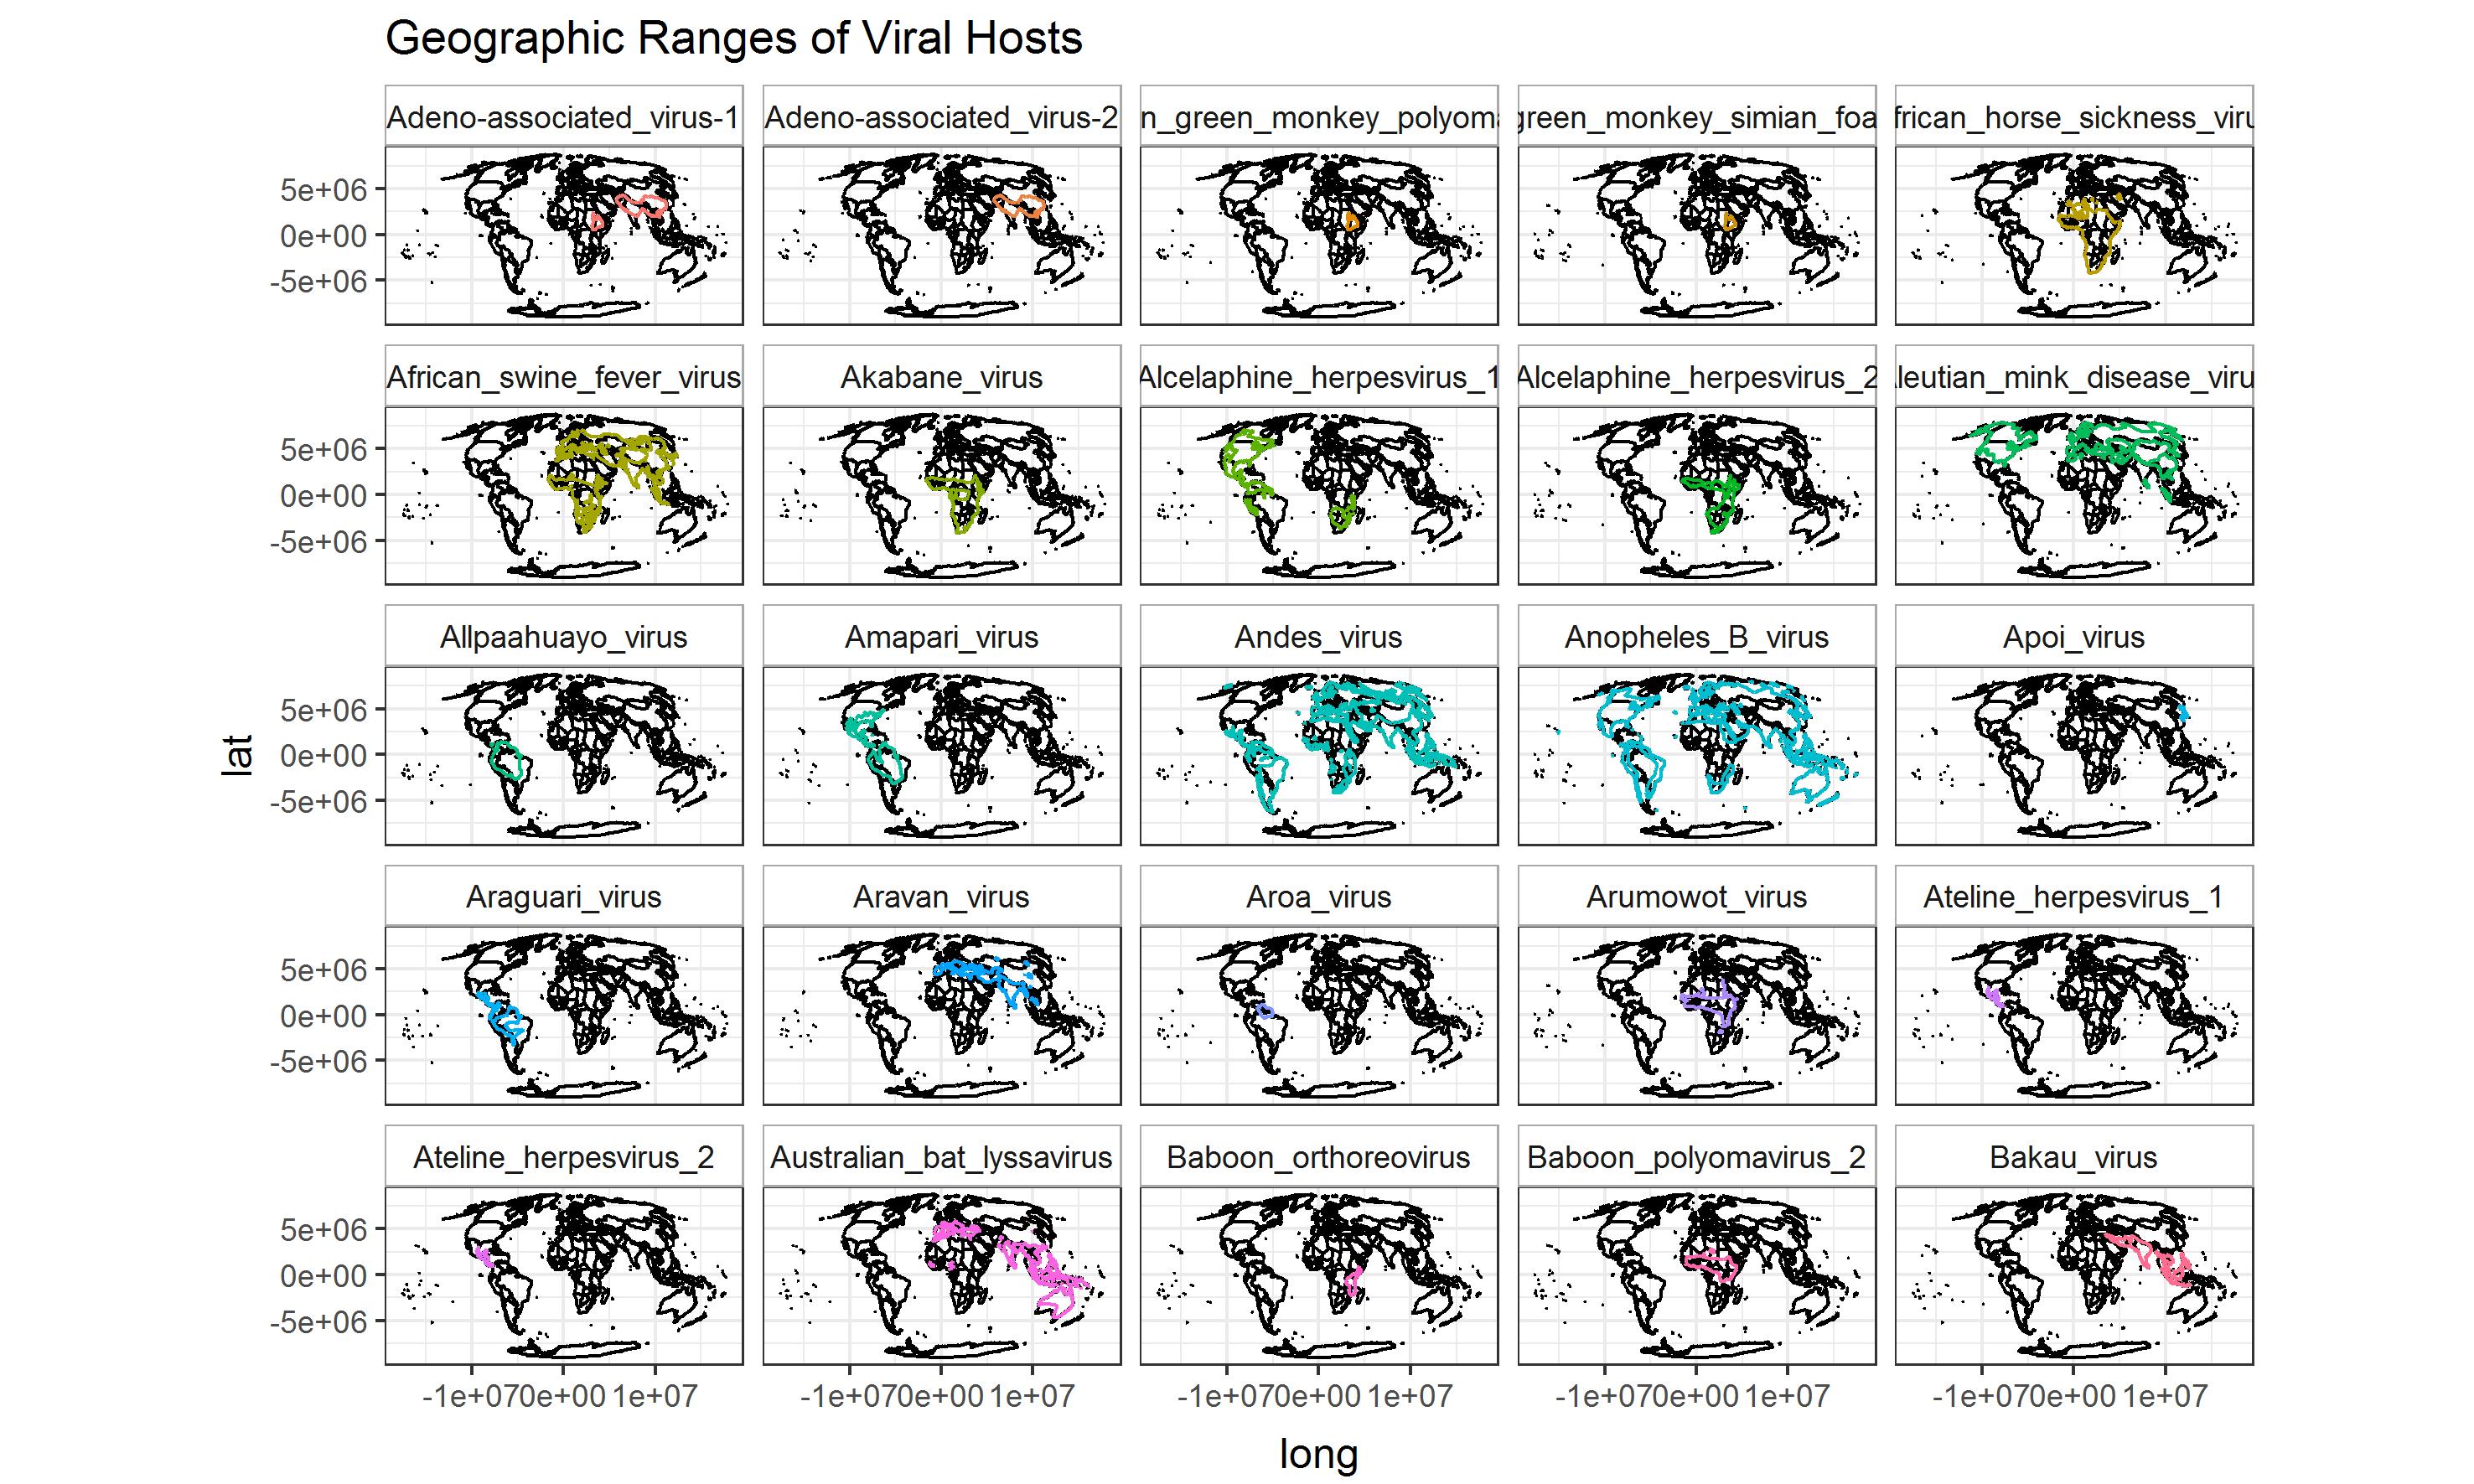 Geographic Ranges of Viral Hosts
Adeno-associated_virus-1 Adeno-associated_virus-2 n_green_monkey_polyoma green_monkey_simian_foa frican_horse_sickness_viru
5e+06
0e+00
-5e+06
African_swine_fever_virus Akabane_virus Alcelaphine_herpesvirus_1 Alcelaphine_herpesvirus_2 leutian_mink_disease_viru
5e+06
0e+00
-5e+06
Allpaahuayo_virus Amapari_virus Andes_virus Anopheles_B_virus Apoi_virus
5e+06
0e+00
-5e+06
lat
Araguari_virus Aravan_virus Aroa_virus Arumowot_virus Ateline_herpesvirus_1
5e+06
0e+00
-5e+06
Ateline_herpesvirus_2 Australian_bat_lyssavirus Baboon_orthoreovirus Baboon_polyomavirus_2 Bakau_virus
5e+06
0e+00
-5e+06
-1e+07 0e+00 1e+07 -1e+07 0e+00 1e+07 -1e+07 0e+00 1e+07 -1e+07 0e+00 1e+07 -1e+07 0e+00 1e+07
long